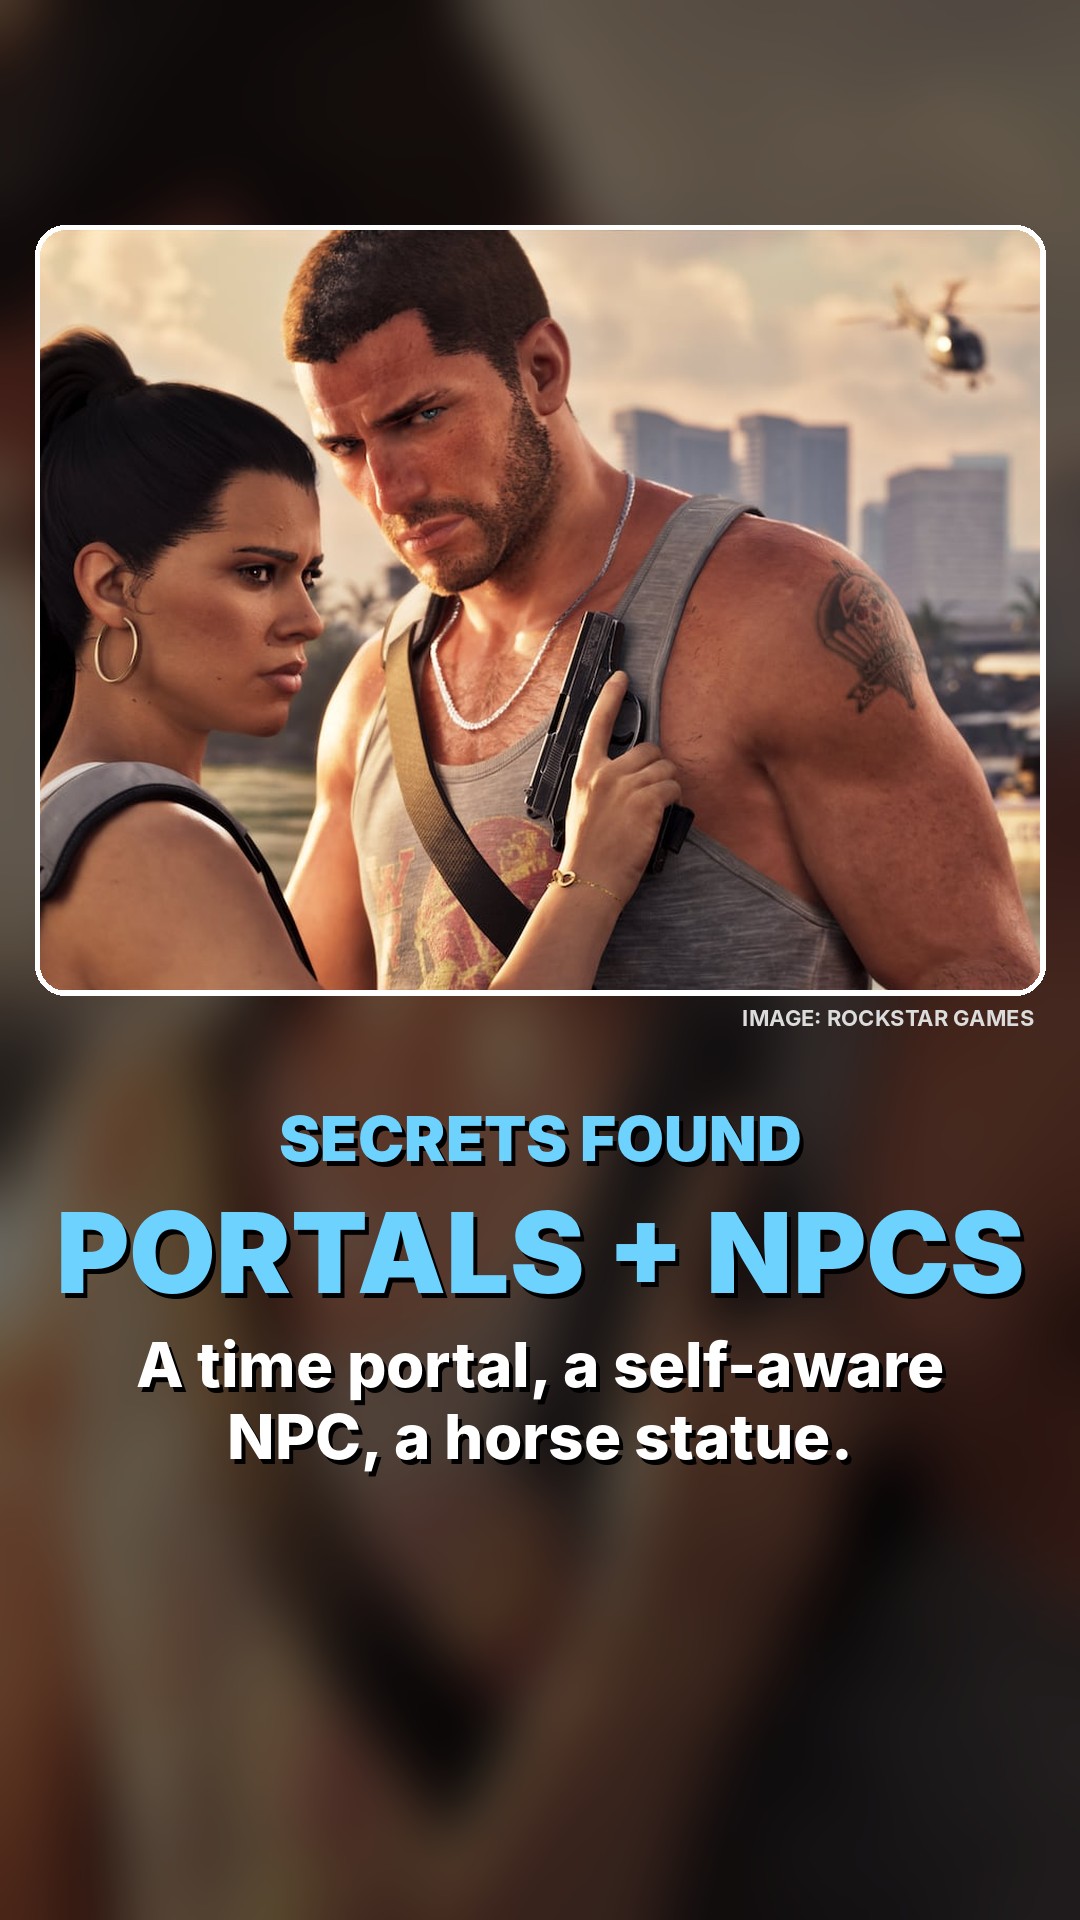 IMAGE: ROCKSTAR GAMES
SECRETS FOUND
PORTALS + NPCS
A time portal, a self-aware
NPC, a horse statue.